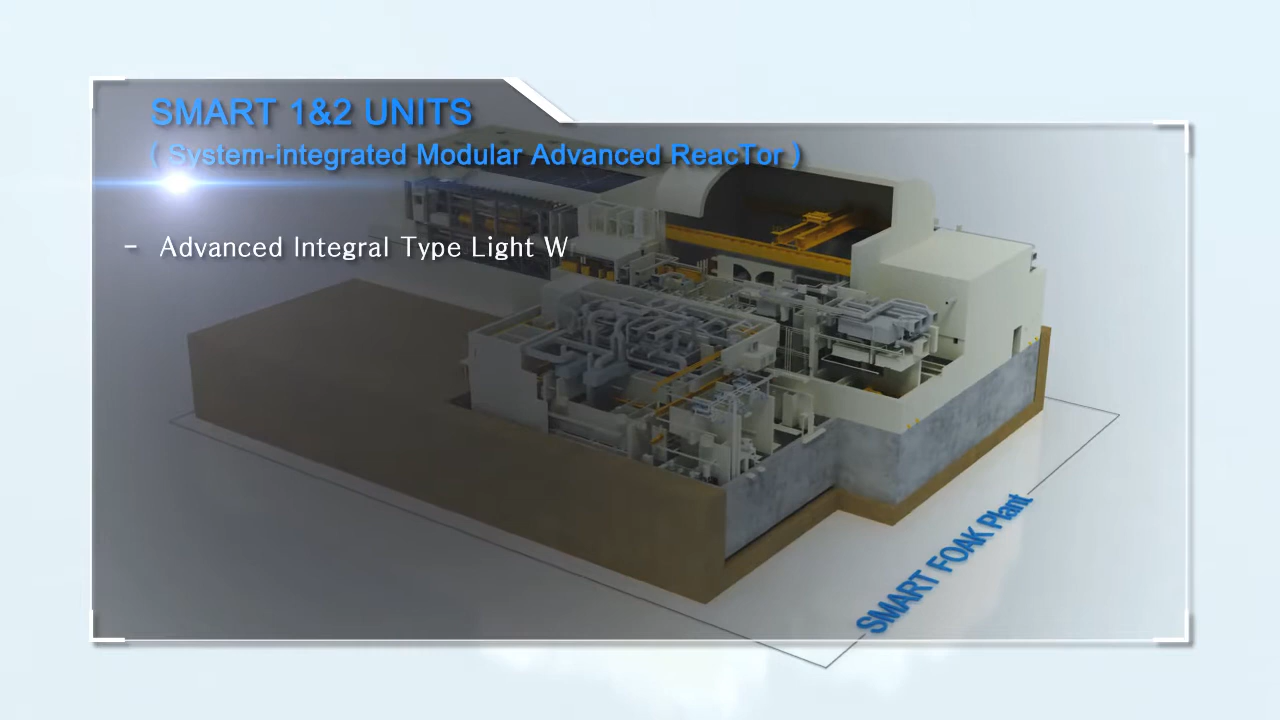 SMART 1&2 UNITS
( System-integrated Modular Advanced ReacTor )
- Advanced Integral Type Light W
SMART FOAK Plant